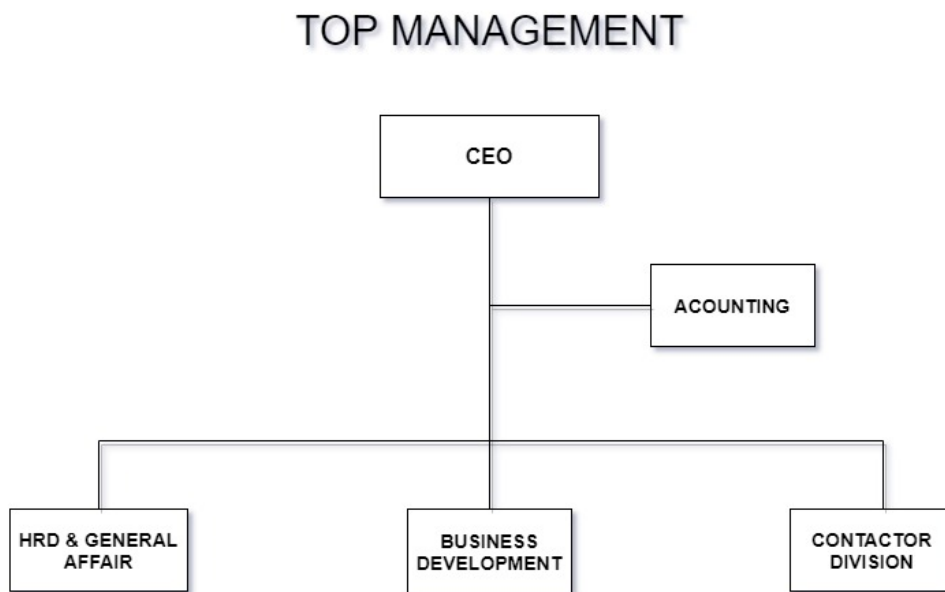 TOP MANAGEMENT
CEO
ACOUNTING
HRD & GENERAL
AFFAIR
BUSINESS
DEVELOPMENT
CONTACTOR
DIVISION